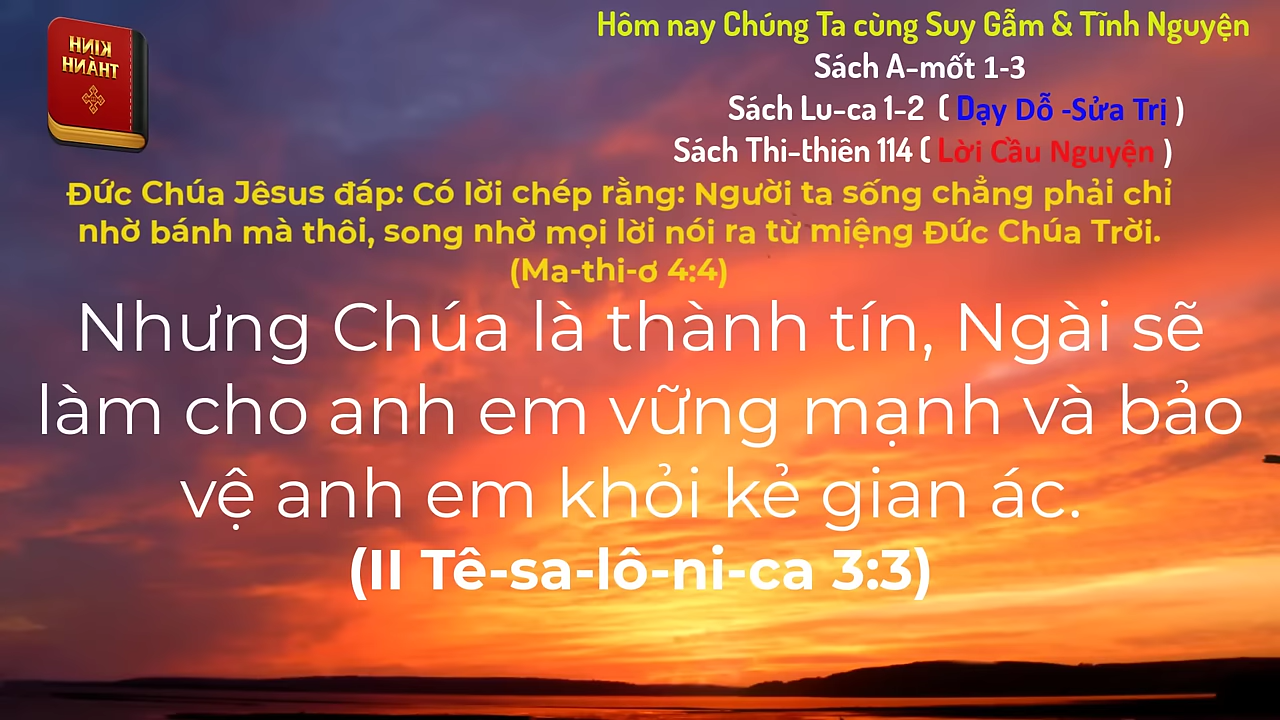 KINH
THÀNH
Hôm nay Chúng Ta cùng Suy Gẫm & Tĩnh Nguyện
Sách A-mốt 1-3
Sách Lu-ca 1-2 ( Dạy Dỗ -Sửa Trị )
Sách Thi-thiên 114 ( Lời Cầu Nguyện )
Đức Chúa Jêsus đáp: Có lời chép rằng: Người ta sống chẳng phải chỉ
nhờ bánh mà thôi, song nhờ mọi lời nói ra từ miệng Đức Chúa Trời.
(Ma-thi-ơ 4:4)
Nhưng Chúa là thành tín, Ngài sẽ
làm cho anh em vững mạnh và bảo
vệ anh em khỏi kẻ gian ác.
(II Tê-sa-lô-ni-ca 3:3)